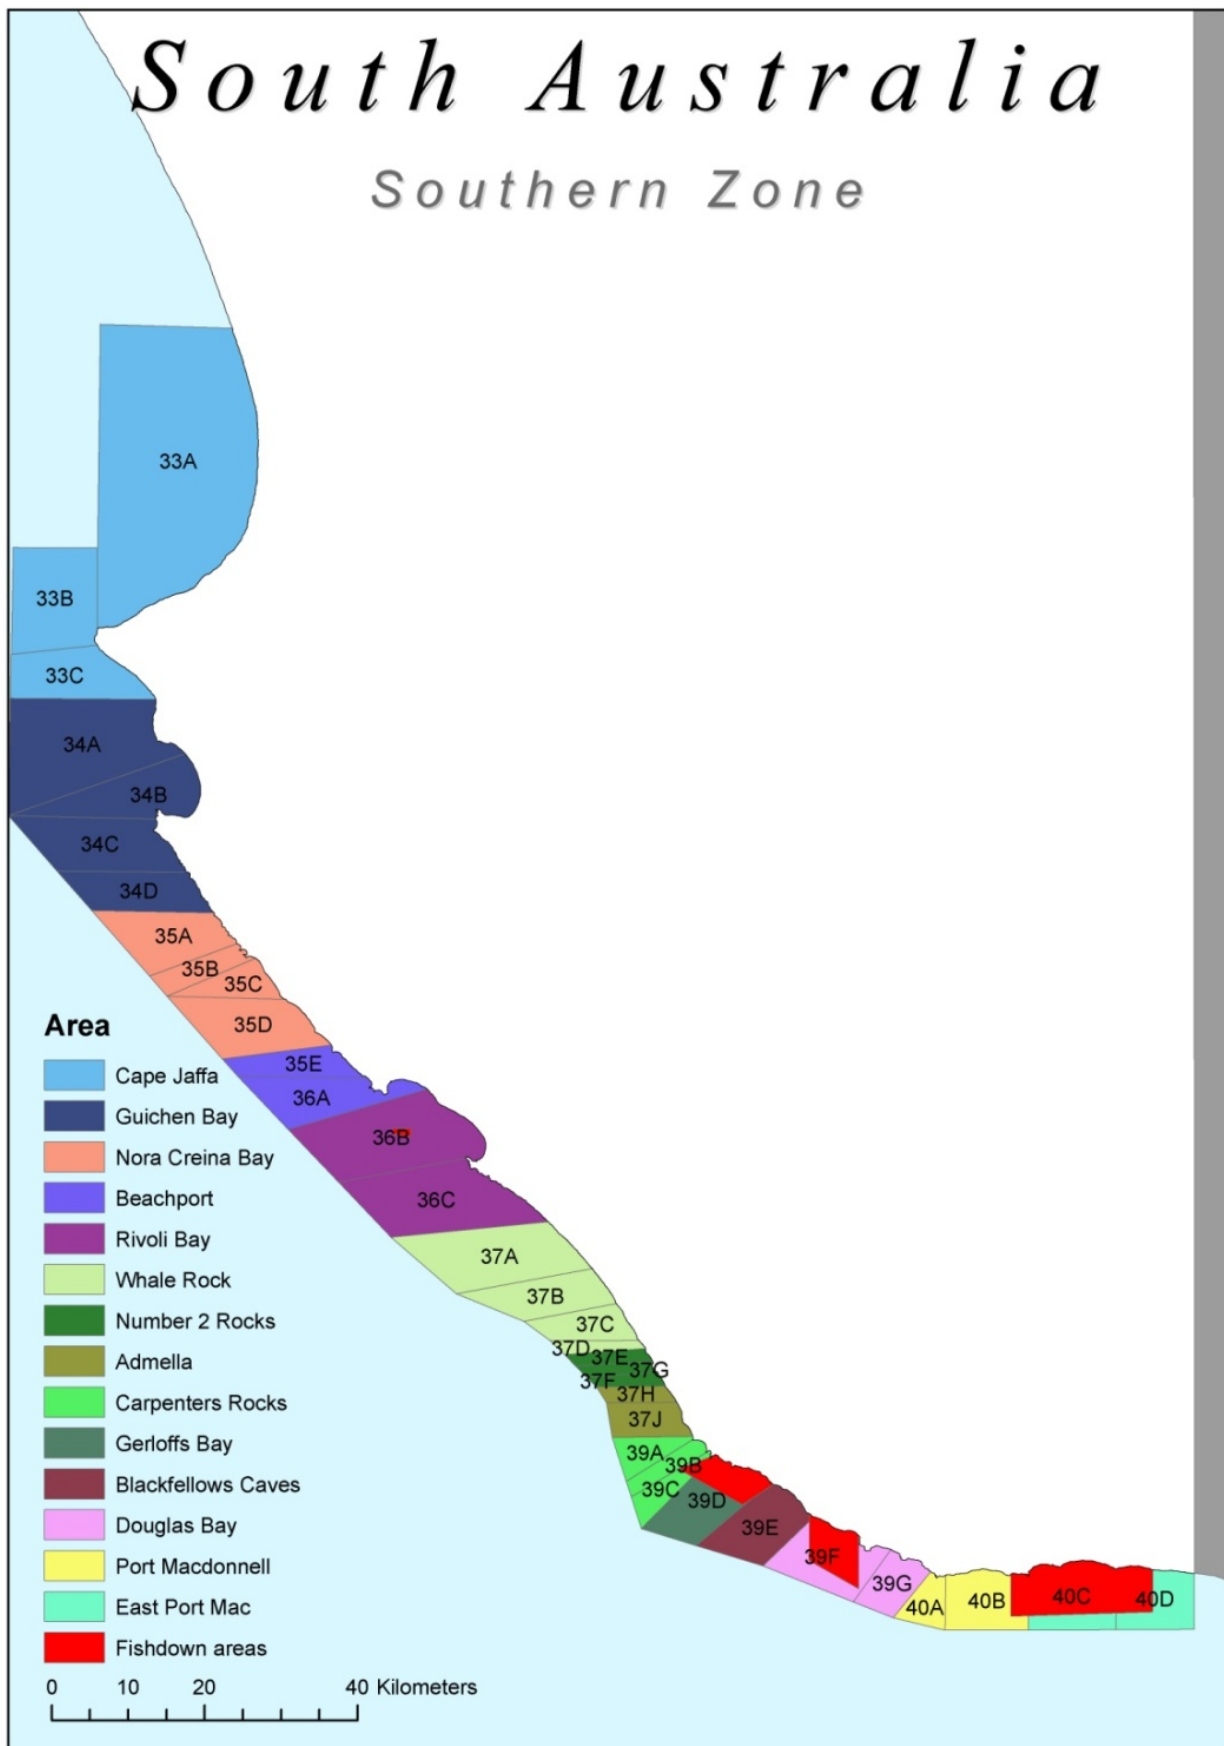 South Australia
Southern Zone
33A
33B
33C
34A
34B
34C
34D
35A
35B
35C
35D
35E
36A
36B
36C
37A
37B
37C
37D
37E
37G
37F
37H
37J
39A
39B
39C
39D
39E
39F
39G
40A
40B
40C
40D
Area
Cape Jaffa
Guichen Bay
Nora Creina Bay
Beachport
Rivoli Bay
Whale Rock
Number 2 Rocks
Admella
Carpenters Rocks
Gerloffs Bay
Blackfellows Caves
Douglas Bay
Port Macdonnell
East Port Mac
Fishdown areas
0 10 20 40 Kilometers